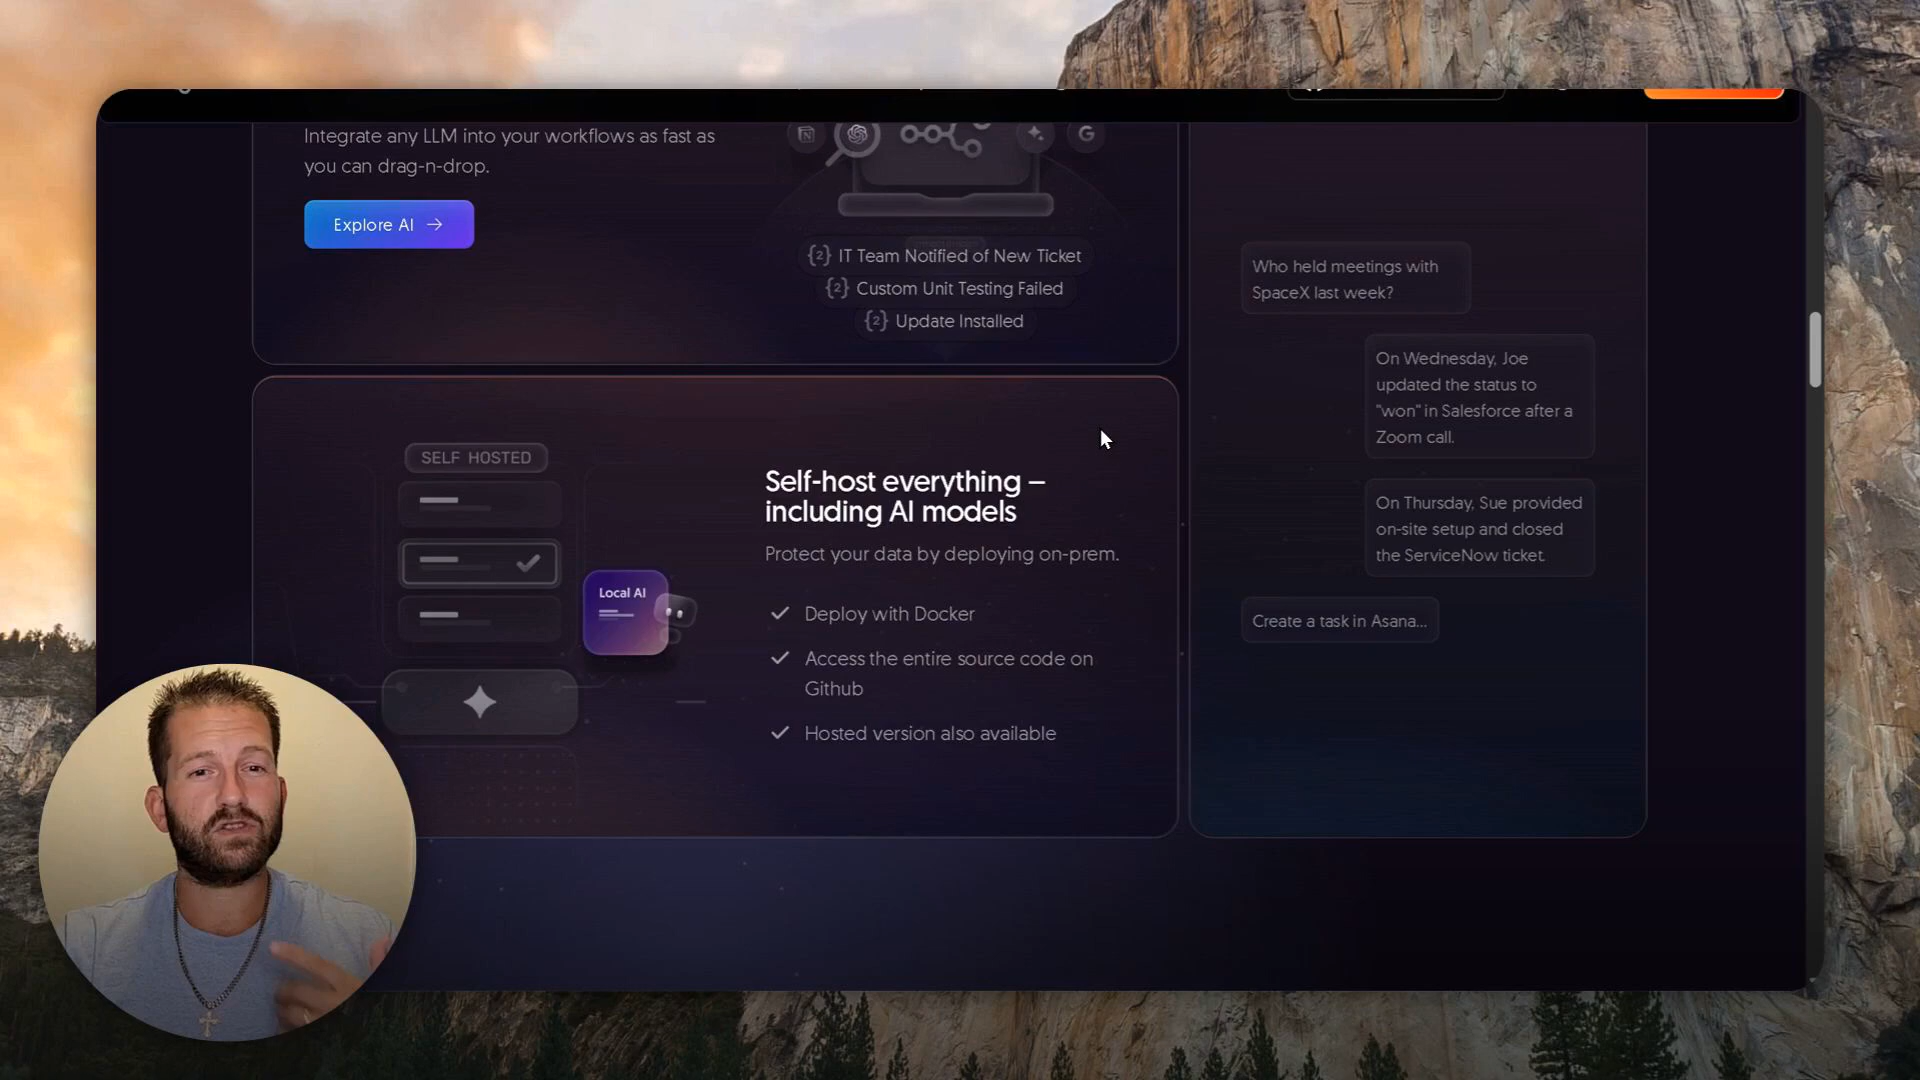 Integrate any LLM into your workflows as fast as
you can drag-n-drop.
Explore AI →
IT Team Notified of New Ticket
Custom Unit Testing Failed
Update Installed
SELF HOSTED
Local AI
Self-host everything –
including AI models
Protect your data by deploying on-prem.
Deploy with Docker
Access the entire source code on
Github
Hosted version also available
Who held meetings with
SpaceX last week?
On Wednesday, Joe
updated the status to
"won" in Salesforce after a
Zoom call.
On Thursday, Sue provided
on-site setup and closed
the ServiceNow ticket.
Create a task in Asana...